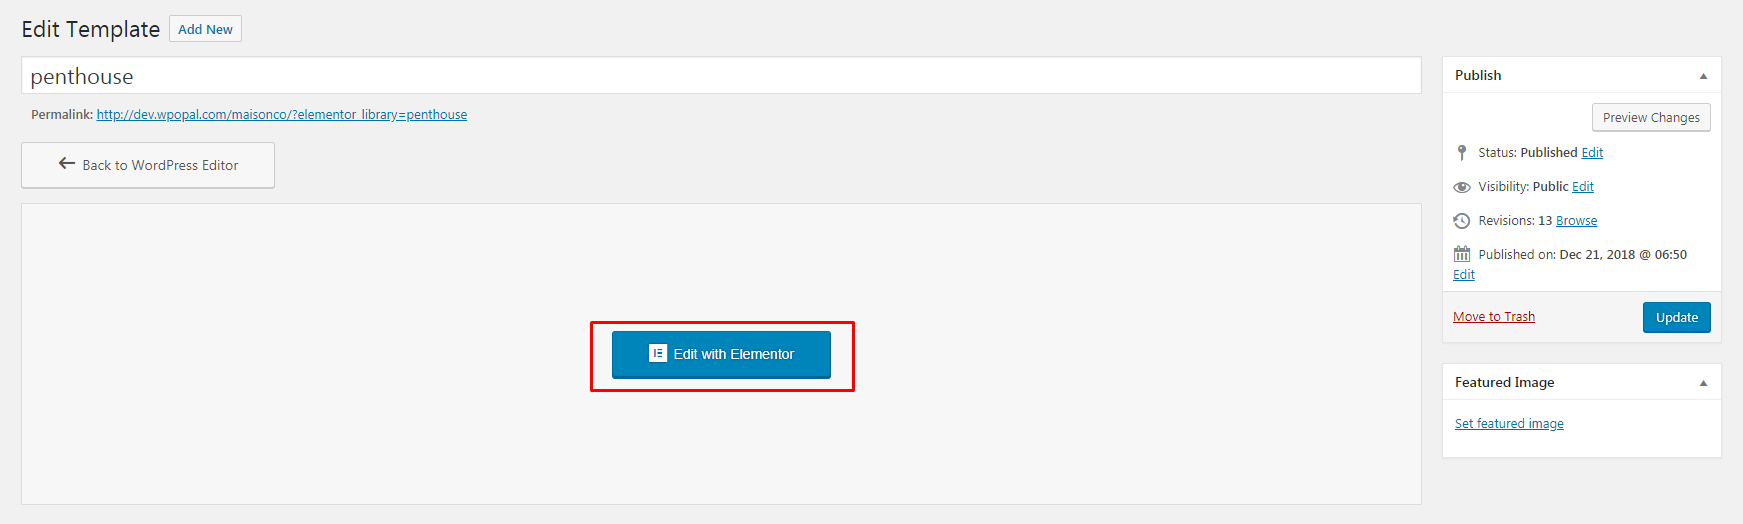 Edit Template Add New
penthouse
Permalink: http://dev.wpopal.com/maisonco/?elementor_library=penthouse
Back to WordPress Editor
Edit with Elementor
Publish
Preview Changes
Status: Published Edit
Visibility: Public Edit
Revisions: 13 Browse
Published on: Dec 21, 2018 @ 06:50
Edit
Move to Trash Update
Featured Image
Set featured image